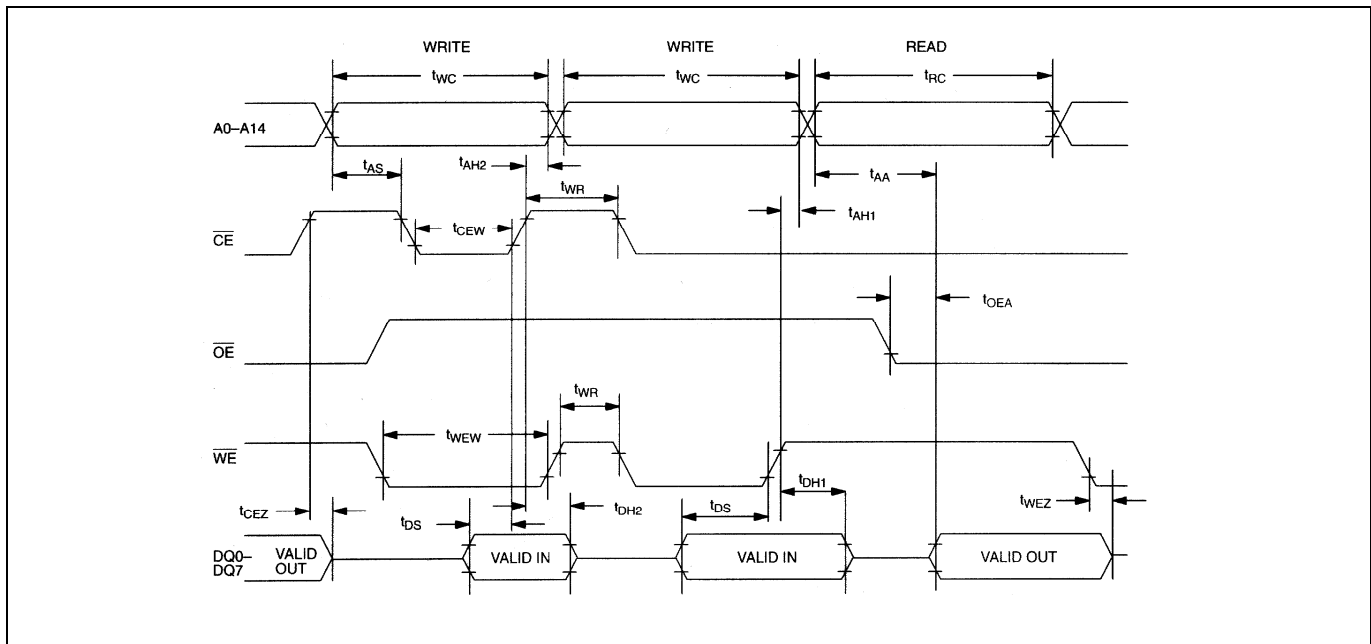 WRITE WRITE READ
tWC tWC tRC
A0–A14
tAS tAH2 tWR tAA
tAH1
CE tCEW
tOEA
OE
tWR
tWEW
WE
tDH1
tWEZ
tCEZ tDS tDH2 tDS
DQ0– VALID VALID IN VALID IN VALID OUT
DQ7 OUT